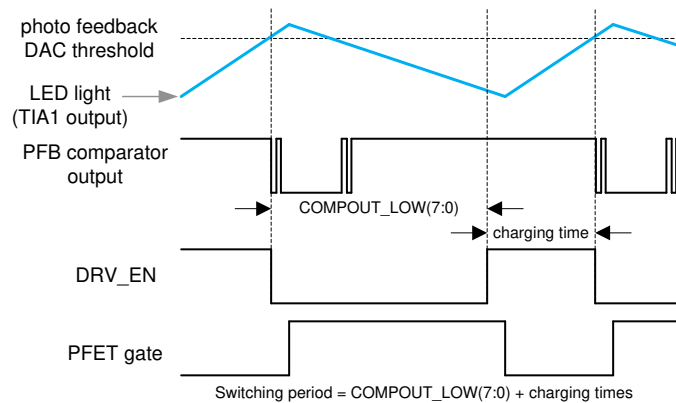 photo feedback
DAC threshold
LED light
(TIA1 output)
PFB comparator
output
COMPOUT_LOW(7:0)
charging time
DRV_EN
PFET gate
Switching period = COMPOUT_LOW(7:0) + charging times